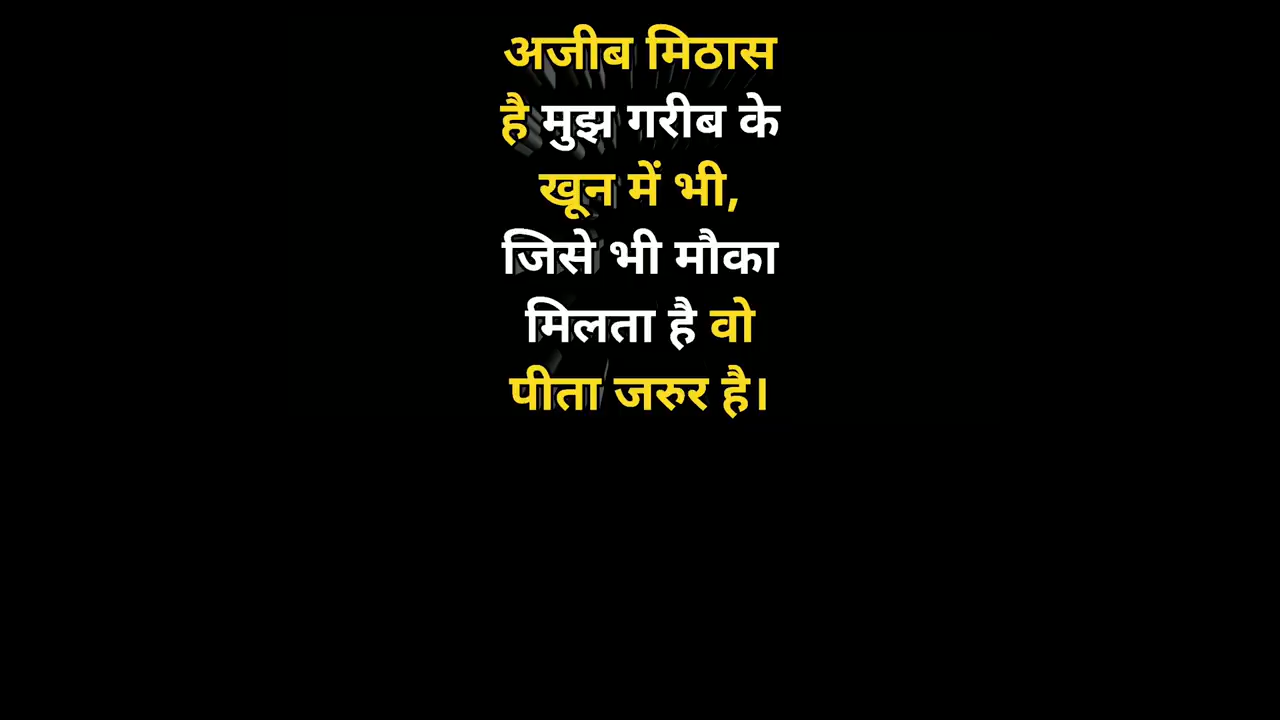 अजीब मिठास
है मुझ गरीब के
खून में भी,
जिसे भी मौका
मिलता है वो
पीता जरुर है।